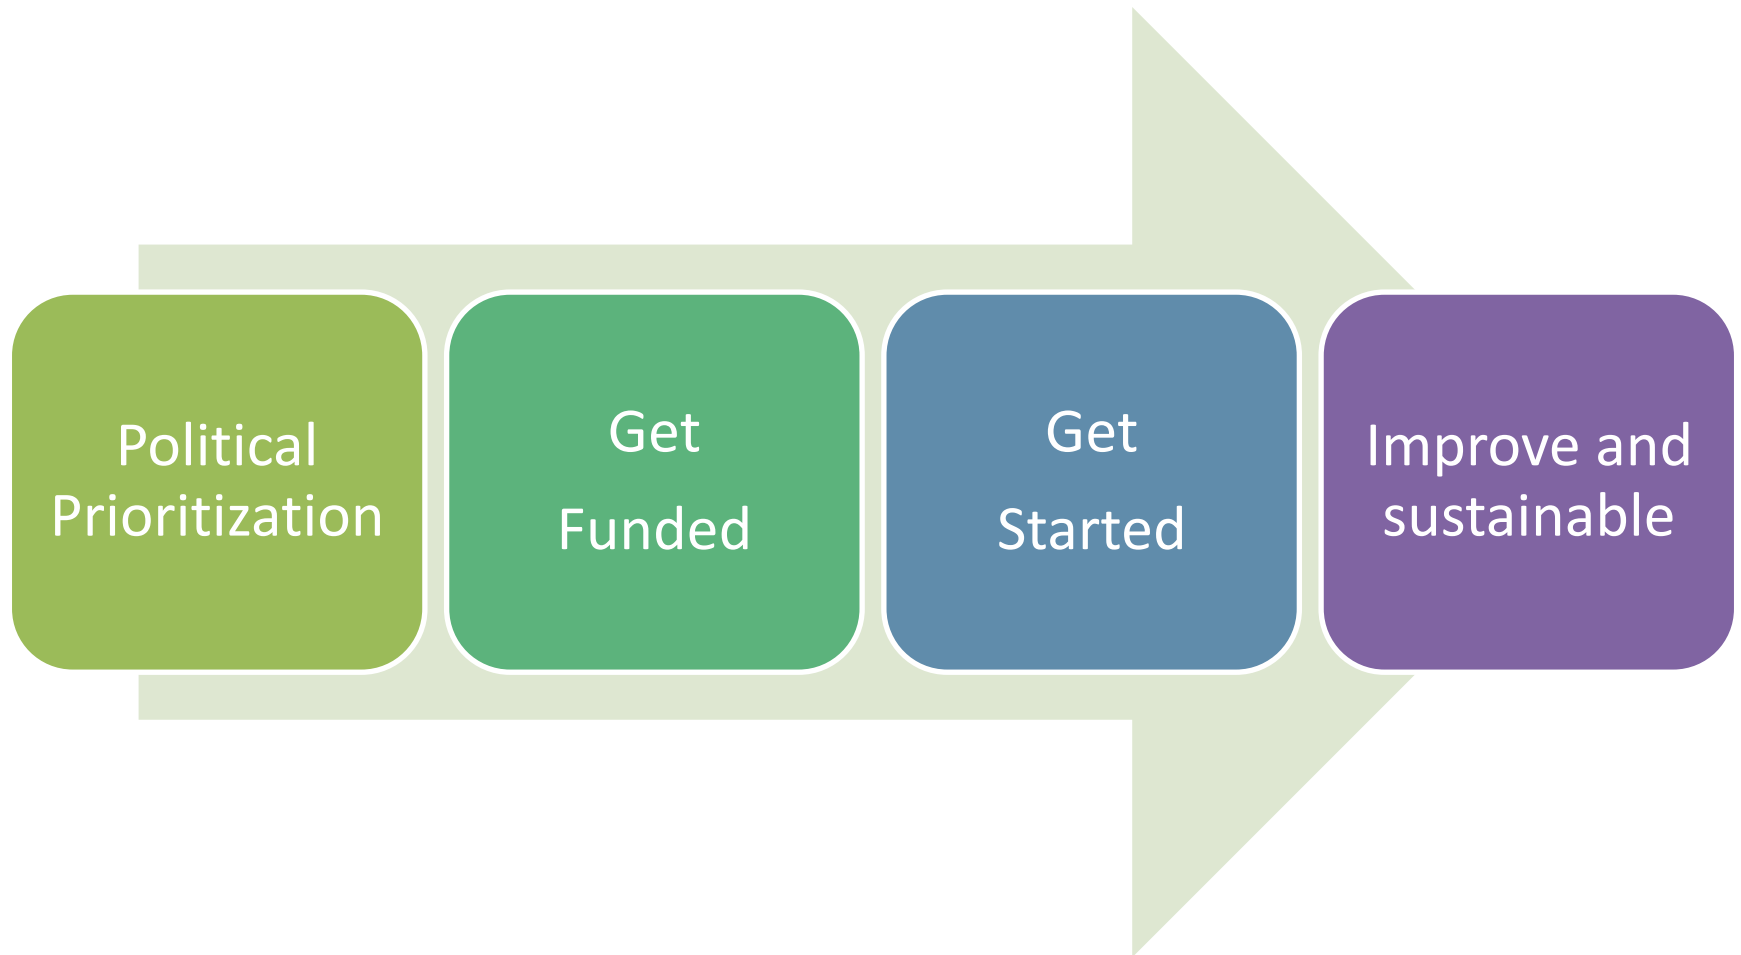 Political
Prioritization
Get
Funded
Get
Started
Improve and
sustainable